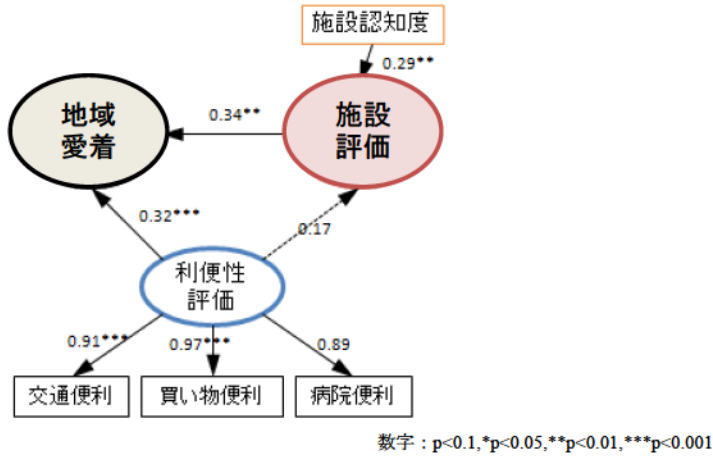 施設認知度
0.29**
地域
愛着
0.34**
施設
評価
0.32***
0.17
利便性
評価
0.91***
0.97***
0.89
交通便利
買い物便利
病院便利
数字：p<0.1,*p<0.05,**p<0.01,***p<0.001